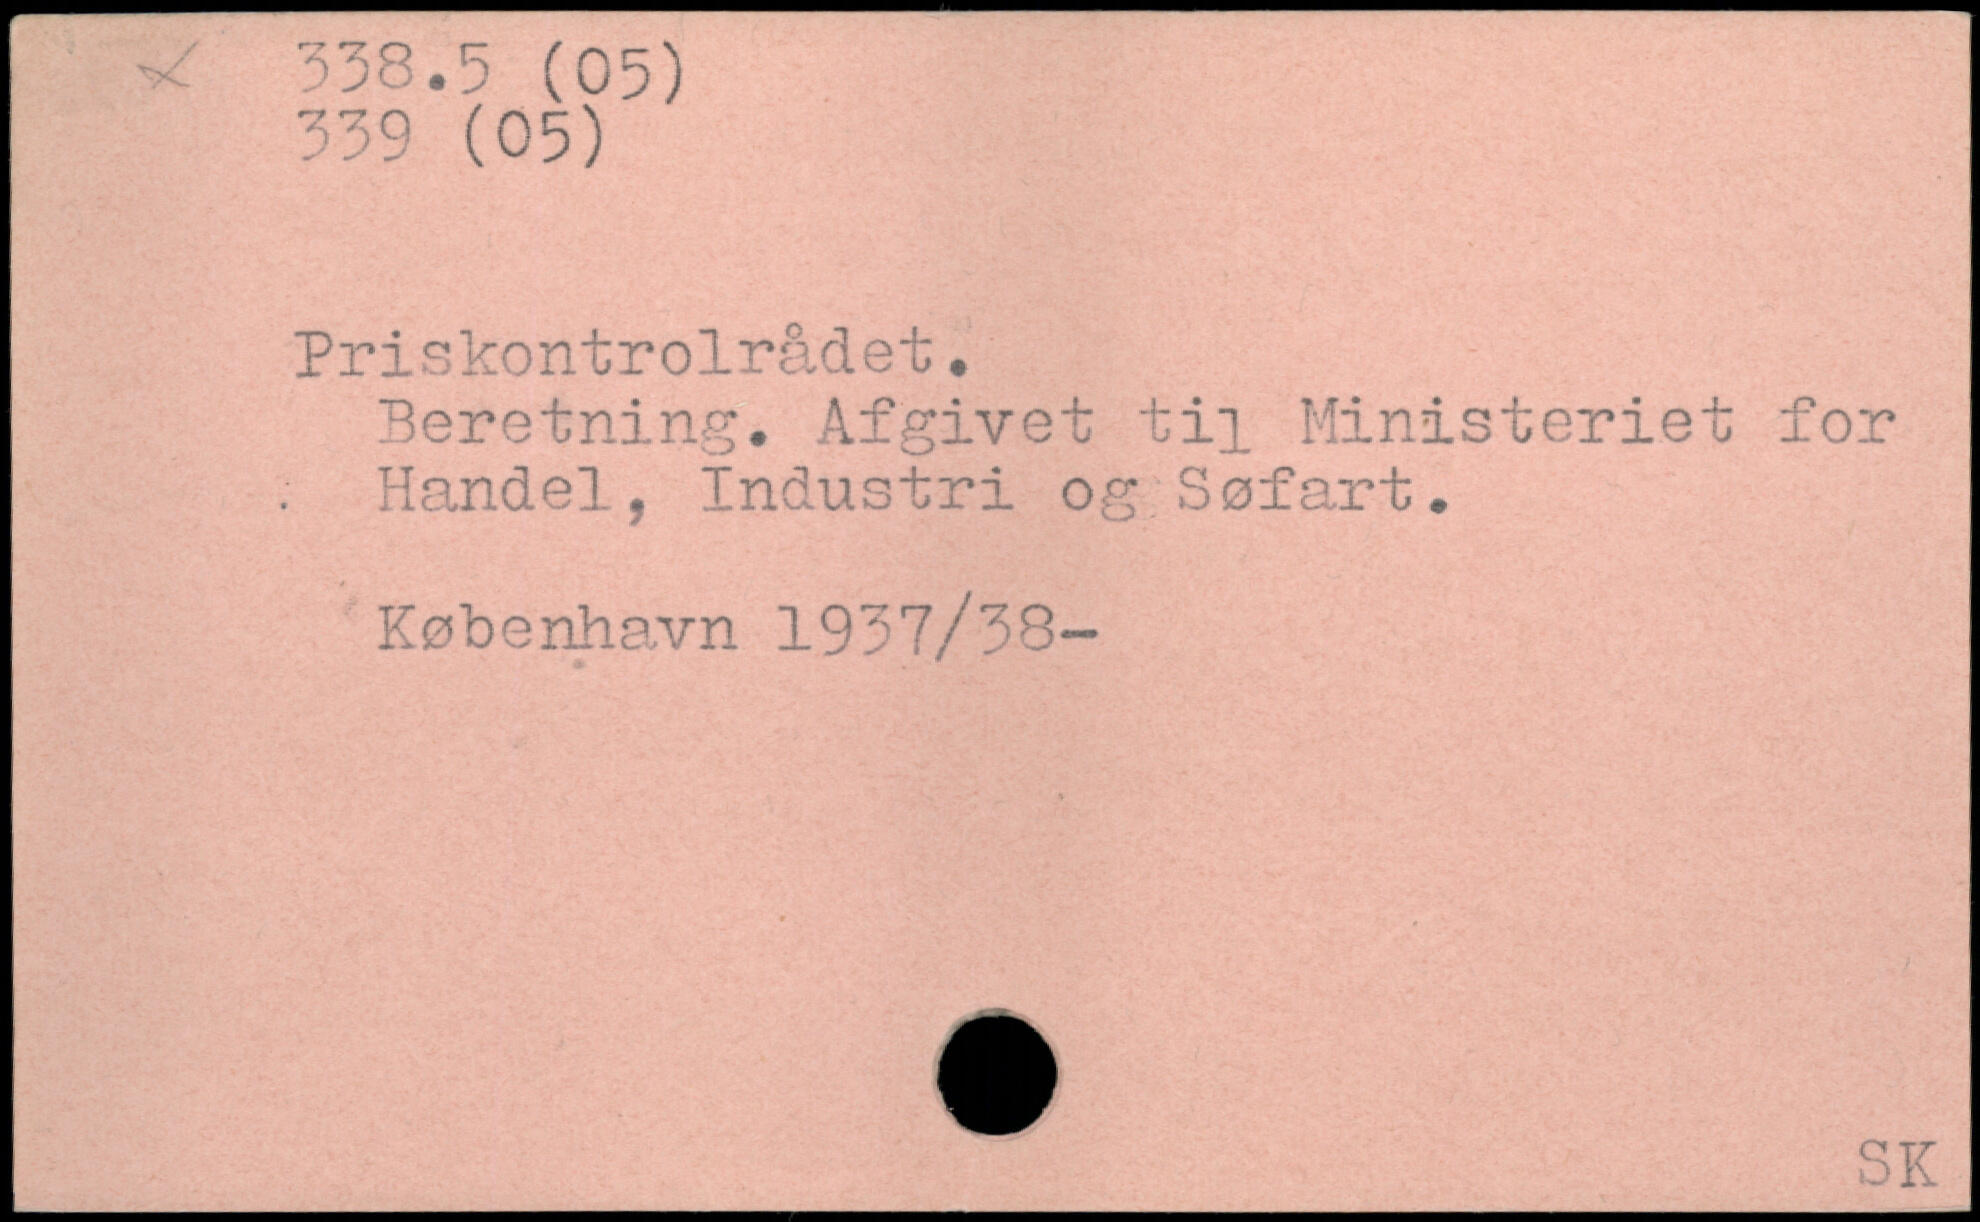 338.5 (05)
339 (05)
Priskontrolrådet.
Beretning. Afgivet til Ministeriet for
Handel, Industri og Søfart.
København 1937/38-
SK